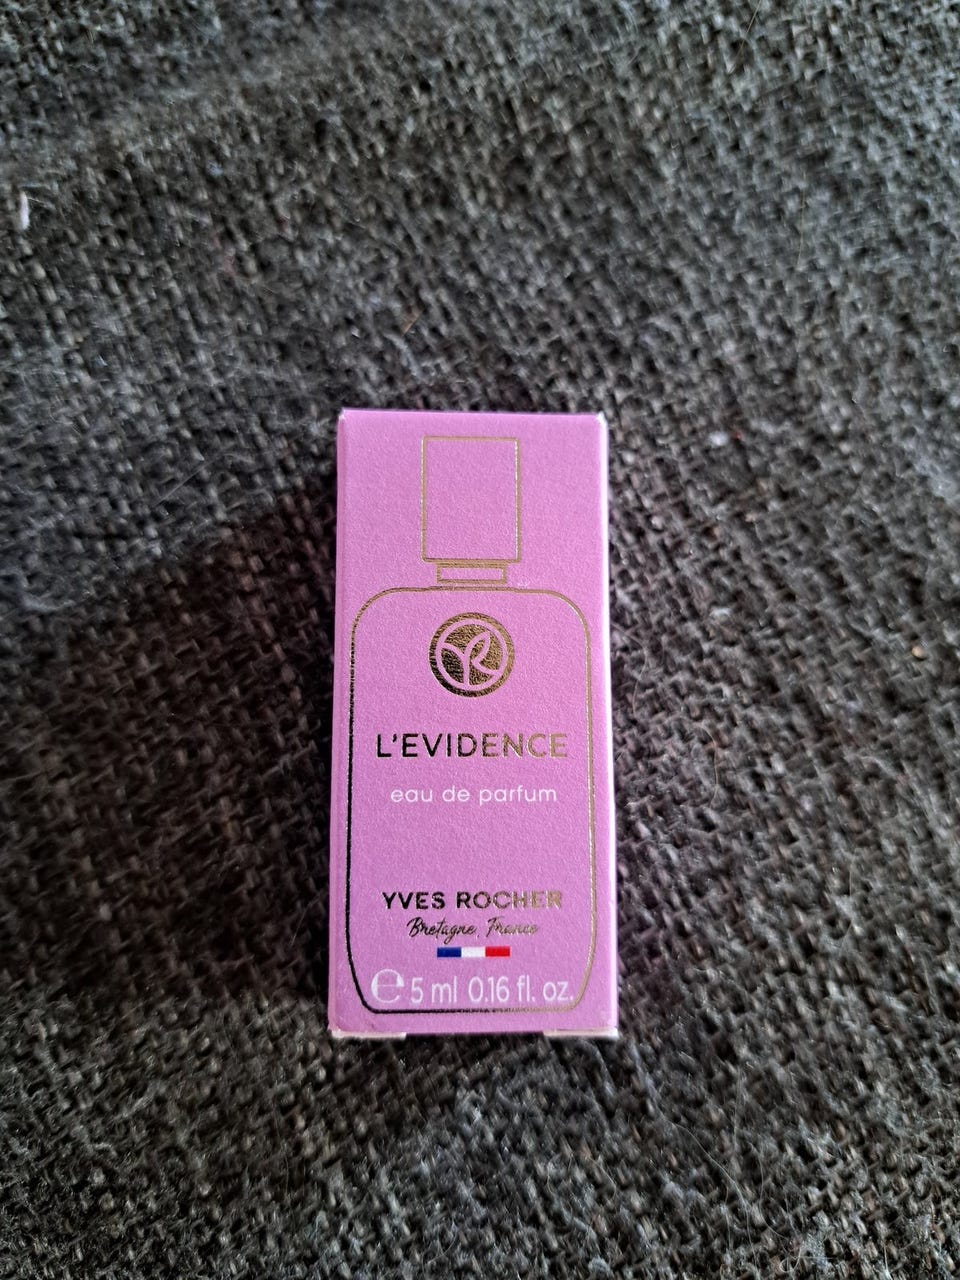 L'EVIDENCE
eau de parfum
YVES ROCHER
Bretagne, France
℮ 5 ml 0.16 fl. oz.